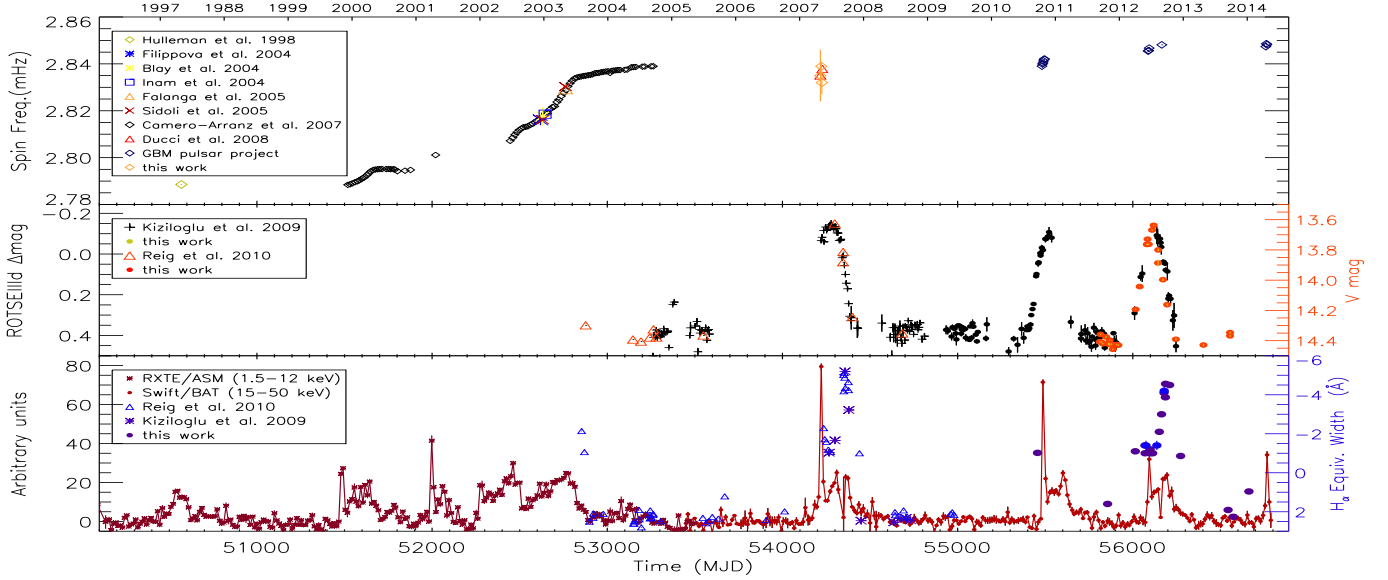 1997 1998 1999 2000 2001 2002 2003 2004 2005 2006 2007 2008 2009 2010 2011 2012 2013 2014
Spin Freq.(mHz)
2.86
2.84
2.82
2.80
2.78
Hulleman et al. 1998
Filippova et al. 2004
Blay et al. 2004
Inam et al. 2004
Falanga et al. 2005
Sidoli et al. 2005
Camero-Arranz et al. 2007
Ducci et al. 2008
GBM pulsar project
this work
ROTSEIIId Δmag
-0.2
0.0
0.2
0.4
Kiziloglu et al. 2009
this work
Reig et al. 2010
this work
13.6
13.8
14.0
14.2
14.4
V mag
Arbitrary units
80
60
40
20
0
RXTE/ASM (1.5-12 keV)
Swift/BAT (15-50 keV)
Reig et al. 2010
Kiziloglu et al. 2009
this work
-6
-4
-2
0
2
Hα Equiv. Width (Å)
51000 52000 53000 54000 55000 56000
Time (MJD)